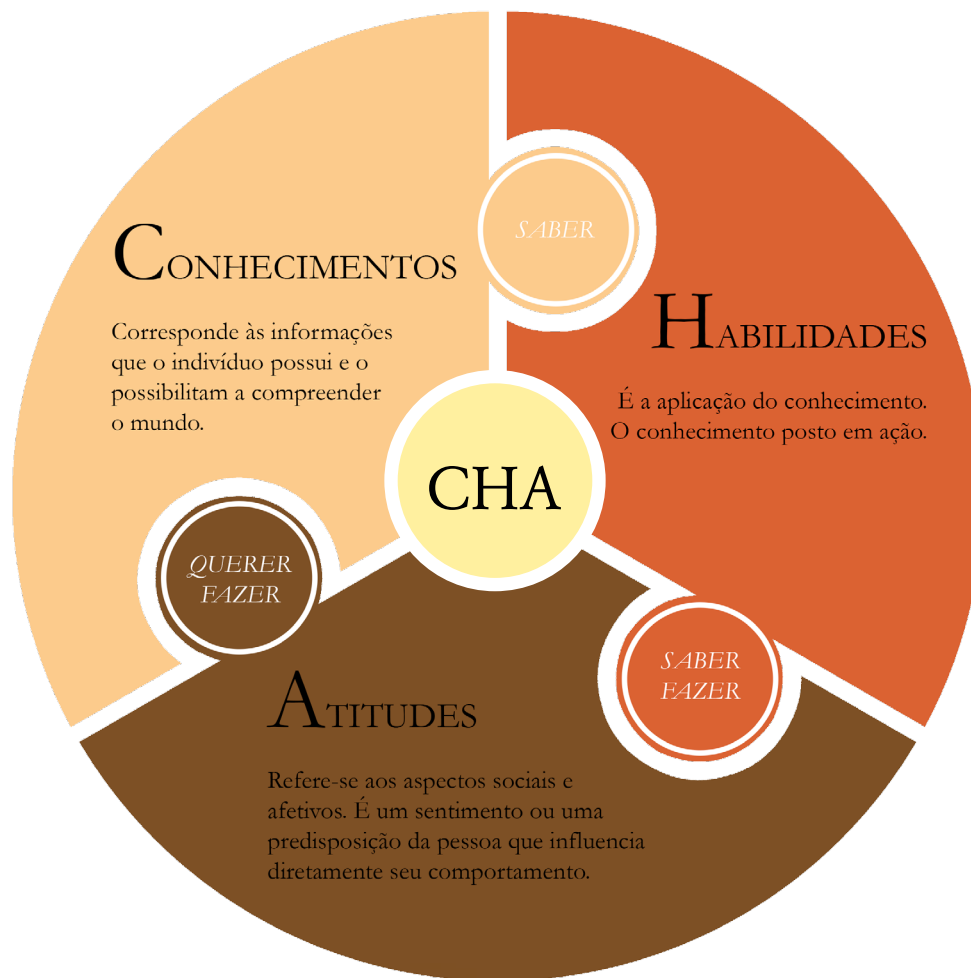 CONHECIMENTOS
Corresponde às informações
que o indivíduo possui e o
possibilitam a compreender
o mundo.
SABER
HABILIDADES
É a aplicação do conhecimento.
O conhecimento posto em ação.
CHA
QUERER
FAZER
SABER
FAZER
ATITUDES
Refere-se aos aspectos sociais e
afetivos. É um sentimento ou uma
predisposição da pessoa que influencia
diretamente seu comportamento.